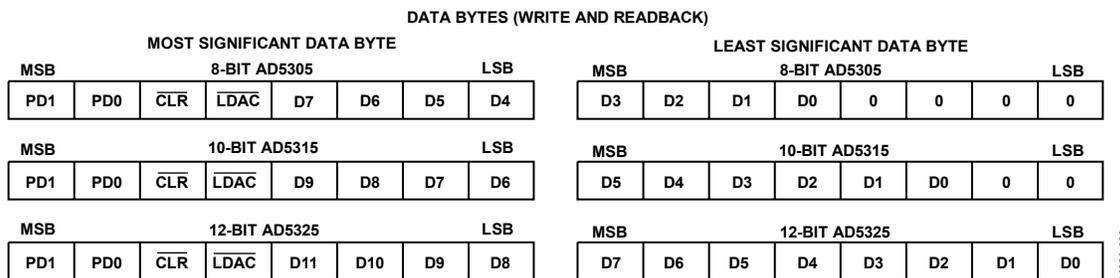 DATA BYTES (WRITE AND READBACK)
MOST SIGNIFICANT DATA BYTE
LEAST SIGNIFICANT DATA BYTE
MSB 8-BIT AD5305 LSB
MSB 8-BIT AD5305 LSB
PD1 PD0 CLR LDAC D7 D6 D5 D4
D3 D2 D1 D0 0 0 0 0
MSB 10-BIT AD5315 LSB
MSB 10-BIT AD5315 LSB
PD1 PD0 CLR LDAC D9 D8 D7 D6
D5 D4 D3 D2 D1 D0 0 0
MSB 12-BIT AD5325 LSB
MSB 12-BIT AD5325 LSB
PD1 PD0 CLR LDAC D11 D10 D9 D8
D7 D6 D5 D4 D3 D2 D1 D0